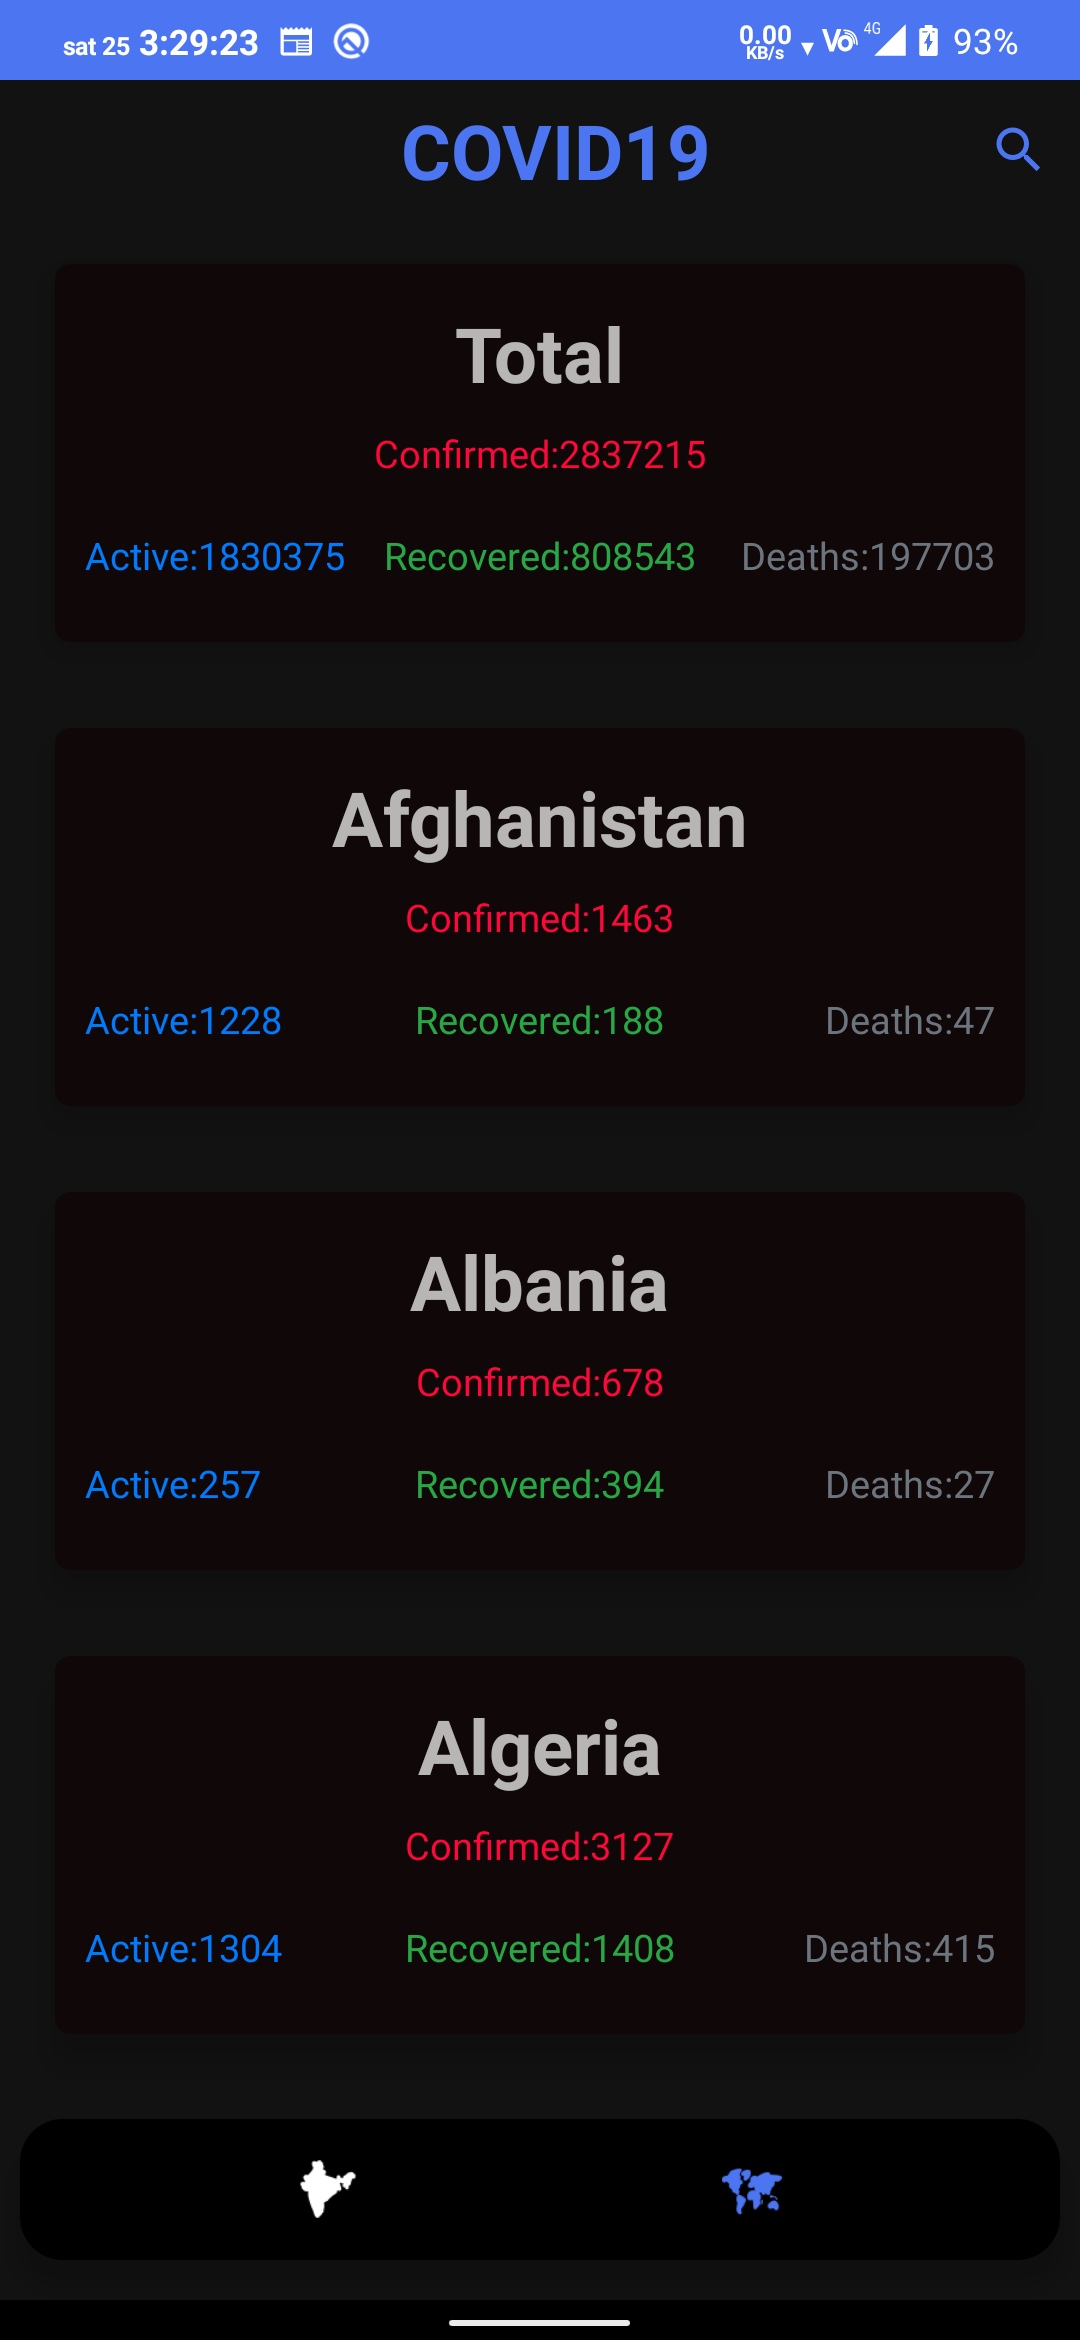 sat 25 3:29:23 0.00 KB/s Vo 4G 93%
COVID19
Total
Confirmed:2837215
Active:1830375 Recovered:808543 Deaths:197703
Afghanistan
Confirmed:1463
Active:1228 Recovered:188 Deaths:47
Albania
Confirmed:678
Active:257 Recovered:394 Deaths:27
Algeria
Confirmed:3127
Active:1304 Recovered:1408 Deaths:415